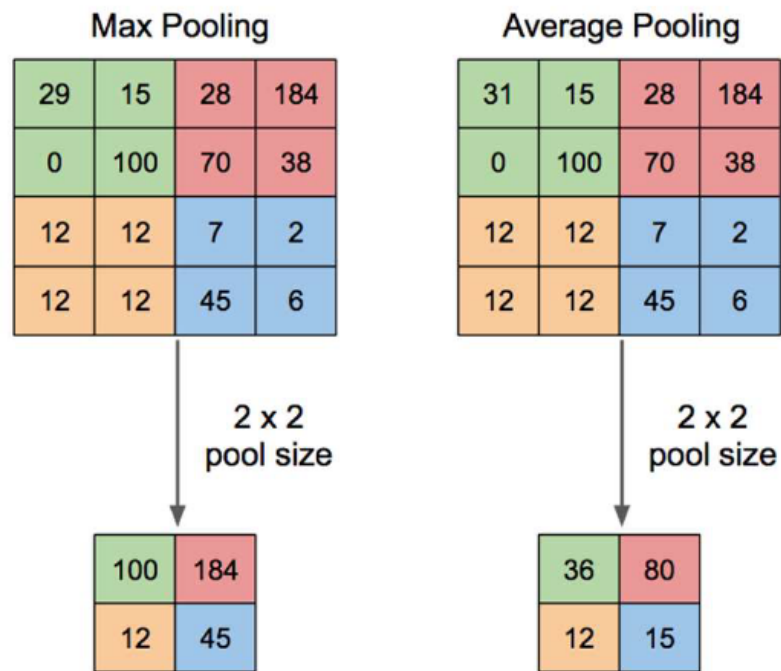 Max Pooling
29 15 28 184
0 100 70 38
12 12 7 2
12 12 45 6
2 x 2
pool size
100 184
12 45
Average Pooling
31 15 28 184
0 100 70 38
12 12 7 2
12 12 45 6
2 x 2
pool size
36 80
12 15